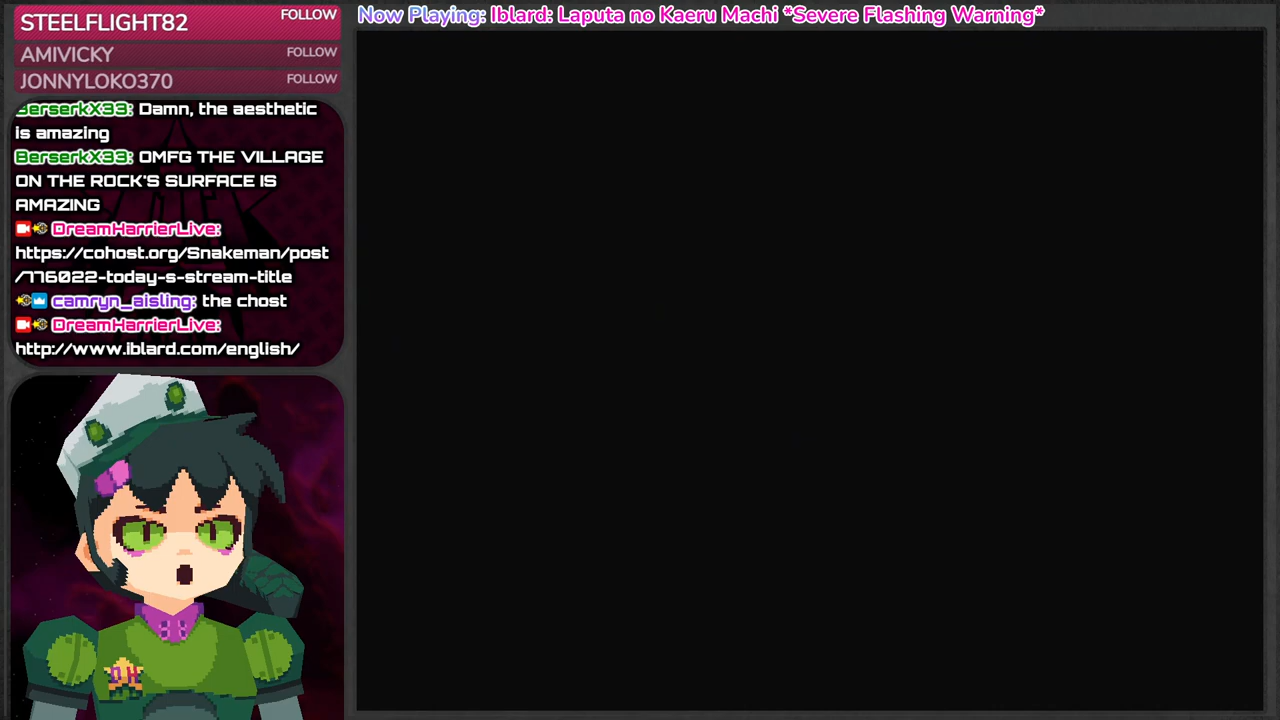 STEELFLIGHT82 FOLLOW
AMIVICKY FOLLOW
JONNYLOKO370 FOLLOW
Now Playing: Iblard: Laputa no Kaeru Machi *Severe Flashing Warning*
BerserkX33: Damn, the aesthetic
is amazing
BerserkX33: OMFG THE VILLAGE
ON THE ROCK'S SURFACE IS
AMAZING
DreamHarrierLive:
https://cohost.org/Snakeman/post
/776022-today-s-stream-title
camryn_aisling: the chost
DreamHarrierLive:
http://www.iblard.com/english/
DH